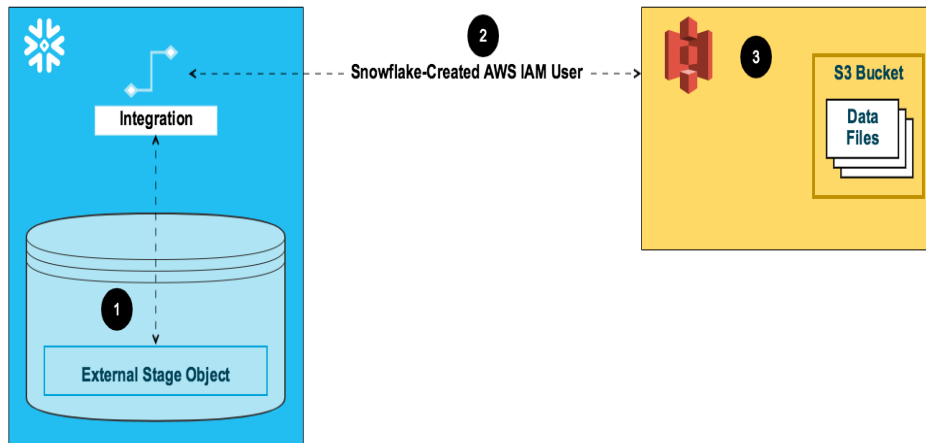 2
Snowflake-Created AWS IAM User
3
S3 Bucket
Data
Files
Integration
1
External Stage Object